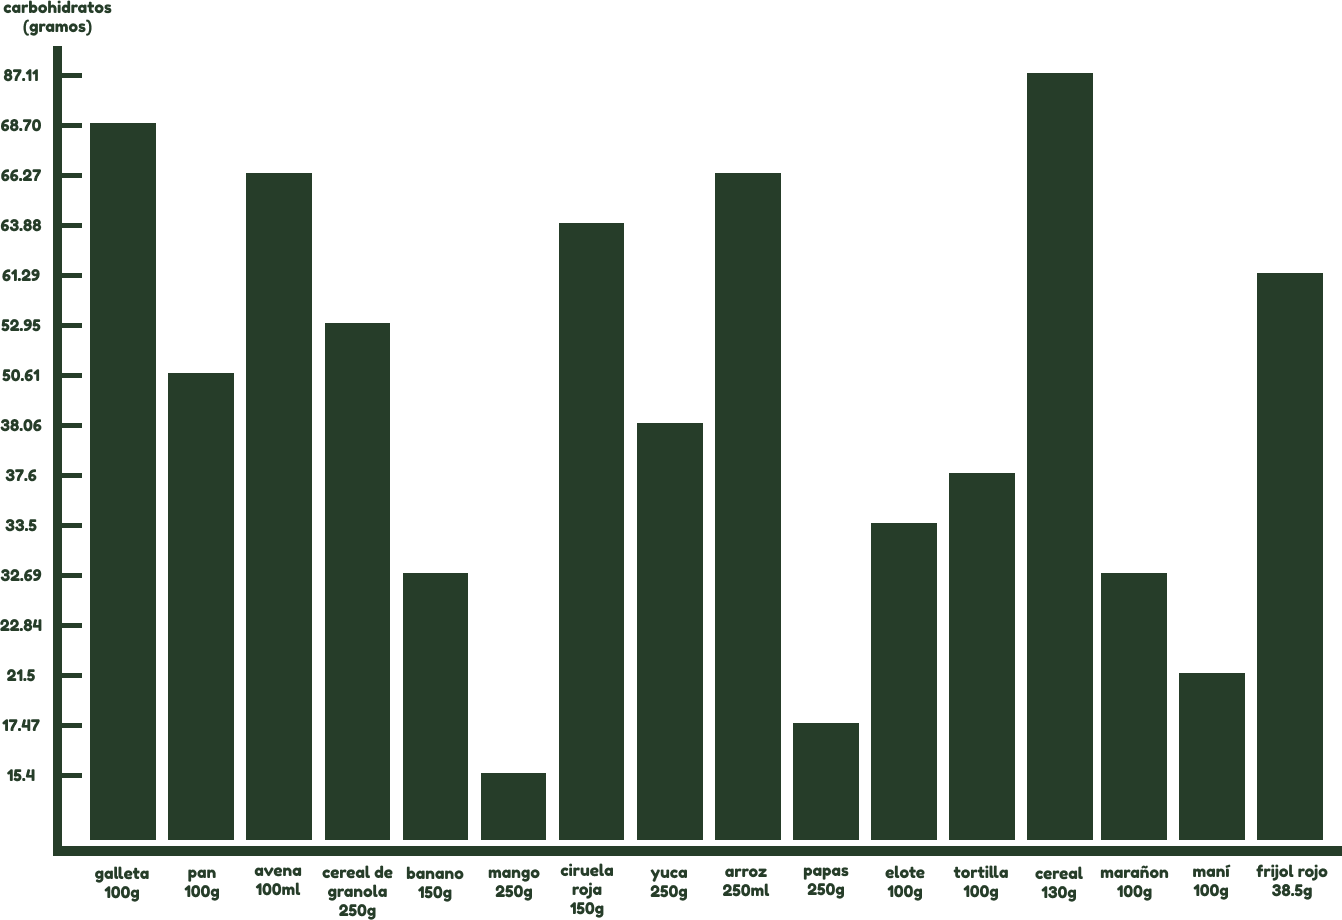 carbohidratos
(gramos)
87.11
68.70
66.27
63.88
61.29
52.95
50.61
38.06
37.6
33.5
32.69
22.84
21.5
17.47
15.4
galleta
100g
pan
100g
avena
100ml
cereal de
granola
250g
banano
150g
mango
250g
ciruela
roja
150g
yuca
250g
arroz
250ml
papas
250g
elote
100g
tortilla
100g
cereal
130g
marañon
100g
maní
100g
frijol rojo
38.5g